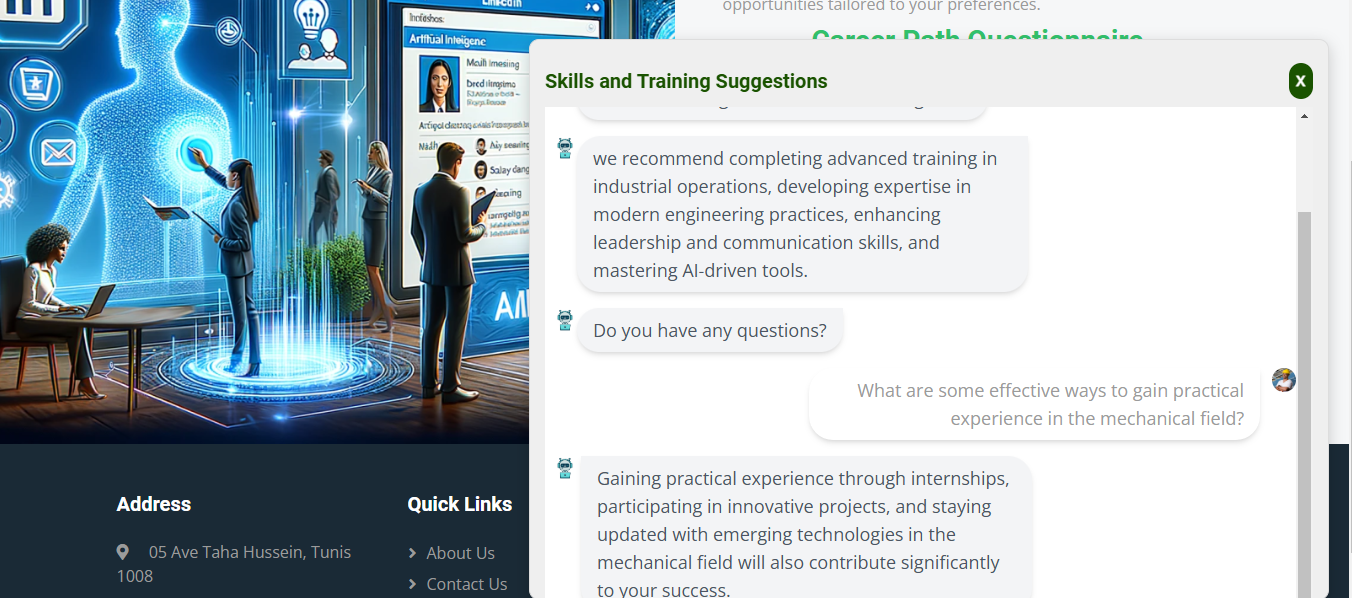 opportunities tailored to your preferences.
Career Path Questionnaire
Skills and Training Suggestions
X
we recommend completing advanced training in
industrial operations, developing expertise in
modern engineering practices, enhancing
leadership and communication skills, and
mastering AI-driven tools.
Do you have any questions?
What are some effective ways to gain practical
experience in the mechanical field?
Gaining practical experience through internships,
participating in innovative projects, and staying
updated with emerging technologies in the
mechanical field will also contribute significantly
to your success.
Address
05 Ave Taha Hussein, Tunis
1008
Quick Links
About Us
Contact Us